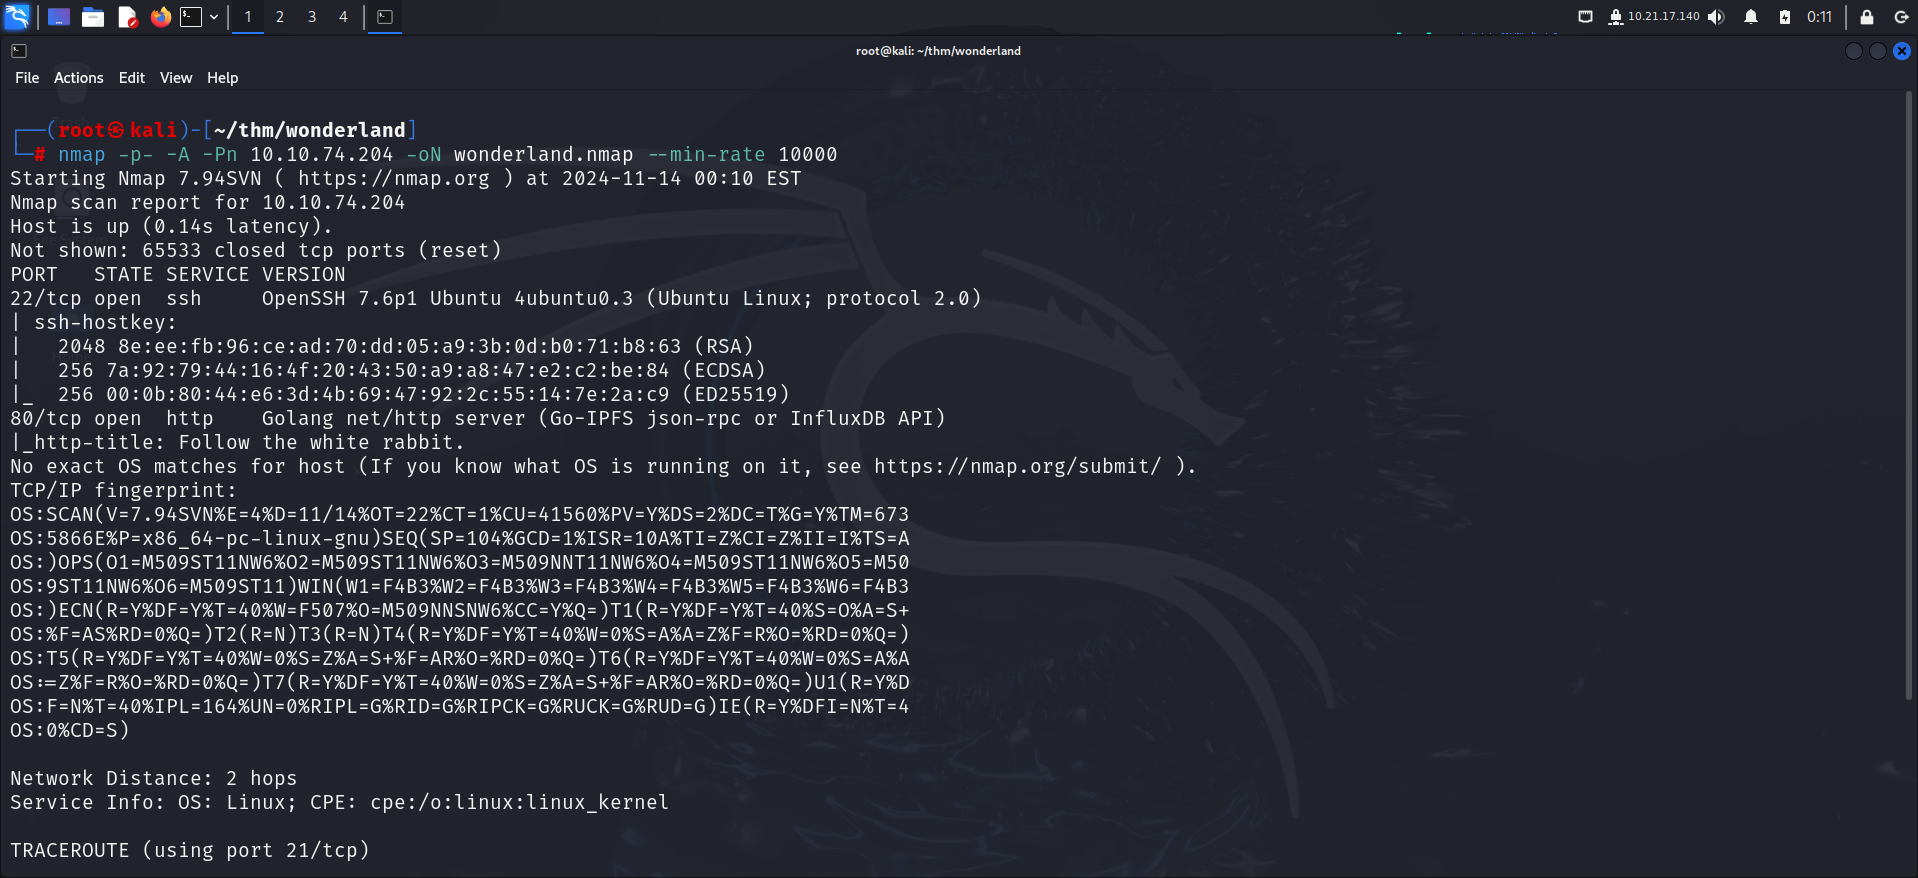 1 2 3 4
10.21.17.140
0:11
root@kali: ~/thm/wonderland
File Actions Edit View Help
┌──(root㉿kali)-[~/thm/wonderland]
└─# nmap -p- -A -Pn 10.10.74.204 -oN wonderland.nmap --min-rate 10000
Starting Nmap 7.94SVN ( https://nmap.org ) at 2024-11-14 00:10 EST
Nmap scan report for 10.10.74.204
Host is up (0.14s latency).
Not shown: 65533 closed tcp ports (reset)
PORT   STATE SERVICE VERSION
22/tcp open  ssh     OpenSSH 7.6p1 Ubuntu 4ubuntu0.3 (Ubuntu Linux; protocol 2.0)
| ssh-hostkey:
|   2048 8e:ee:fb:96:ce:ad:70:dd:05:a9:3b:0d:b0:71:b8:63 (RSA)
|   256 7a:92:79:44:16:4f:20:43:50:a9:a8:47:e2:c2:be:84 (ECDSA)
|_  256 00:0b:80:44:e6:3d:4b:69:47:92:2c:55:14:7e:2a:c9 (ED25519)
80/tcp open  http    Golang net/http server (Go-IPFS json-rpc or InfluxDB API)
|_http-title: Follow the white rabbit.
No exact OS matches for host (If you know what OS is running on it, see https://nmap.org/submit/ ).
TCP/IP fingerprint:
OS:SCAN(V=7.94SVN%E=4%D=11/14%OT=22%CT=1%CU=41560%PV=Y%DS=2%DC=T%G=Y%TM=673
OS:5866E%P=x86_64-pc-linux-gnu)SEQ(SP=104%GCD=1%ISR=10A%TI=Z%CI=Z%II=I%TS=A
OS:)OPS(O1=M509ST11NW6%O2=M509ST11NW6%O3=M509NNT11NW6%O4=M509ST11NW6%O5=M50
OS:9ST11NW6%O6=M509ST11)WIN(W1=F4B3%W2=F4B3%W3=F4B3%W4=F4B3%W5=F4B3%W6=F4B3
OS:)ECN(R=Y%DF=Y%T=40%W=F507%O=M509NNSNW6%CC=Y%Q=)T1(R=Y%DF=Y%T=40%S=O%A=S+
OS:%F=AS%RD=0%Q=)T2(R=N)T3(R=N)T4(R=Y%DF=Y%T=40%W=0%S=A%A=Z%F=R%O=%RD=0%Q=)
OS:T5(R=Y%DF=Y%T=40%W=0%S=Z%A=S+%F=AR%O=%RD=0%Q=)T6(R=Y%DF=Y%T=40%W=0%S=A%A
OS:=Z%F=R%O=%RD=0%Q=)T7(R=Y%DF=Y%T=40%W=0%S=Z%A=S+%F=AR%O=%RD=0%Q=)U1(R=Y%D
OS:F=N%T=40%IPL=164%UN=0%RIPL=G%RID=G%RIPCK=G%RUCK=G%RUD=G)IE(R=Y%DFI=N%T=4
OS:0%CD=S)
Network Distance: 2 hops
Service Info: OS: Linux; CPE: cpe:/o:linux:linux_kernel
TRACEROUTE (using port 21/tcp)